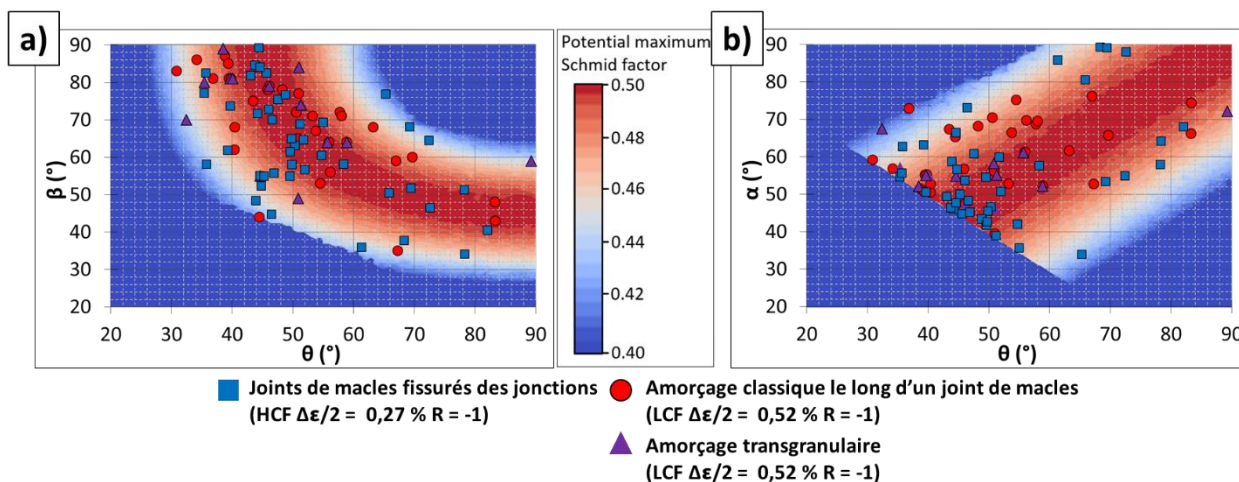 a)
90
80
70
60
50
40
30
20
β (°)
20 30 40 50 60 70 80 90
θ (°)
Potential maximum
Schmid factor
0.50
0.48
0.46
0.44
0.42
0.40
b)
90
80
70
60
50
40
30
20
α (°)
20 30 40 50 60 70 80 90
θ (°)
Joints de macles fissurés des jonctions
(HCF Δε/2 = 0,27 % R = -1)
Amorçage classique le long d’un joint de macles
(LCF Δε/2 = 0,52 % R = -1)
Amorçage transgranulaire
(LCF Δε/2 = 0,52 % R = -1)